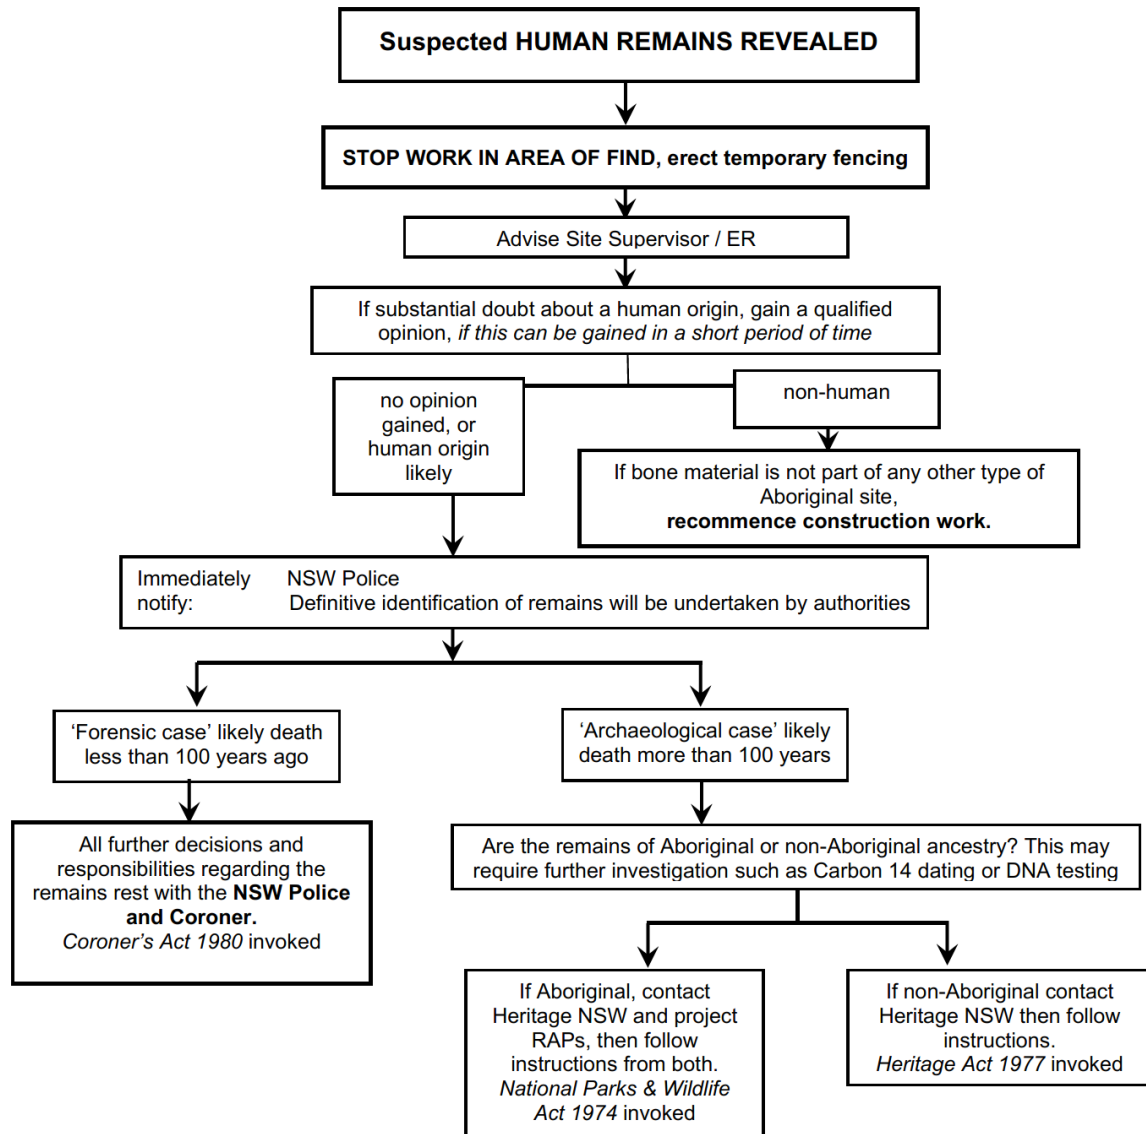 Suspected HUMAN REMAINS REVEALED
STOP WORK IN AREA OF FIND, erect temporary fencing
Advise Site Supervisor / ER
If substantial doubt about a human origin, gain a qualified
opinion, if this can be gained in a short period of time
no opinion
gained, or
human origin
likely
non-human
If bone material is not part of any other type of
Aboriginal site,
recommence construction work.
Immediately NSW Police
notify: Definitive identification of remains will be undertaken by authorities
‘Forensic case’ likely death
less than 100 years ago
‘Archaeological case’ likely
death more than 100 years
All further decisions and
responsibilities regarding the
remains rest with the NSW Police
and Coroner.
Coroner’s Act 1980 invoked
Are the remains of Aboriginal or non-Aboriginal ancestry? This may
require further investigation such as Carbon 14 dating or DNA testing
If Aboriginal, contact
Heritage NSW and project
RAPs, then follow
instructions from both.
National Parks & Wildlife
Act 1974 invoked
If non-Aboriginal contact
Heritage NSW then follow
instructions.
Heritage Act 1977 invoked